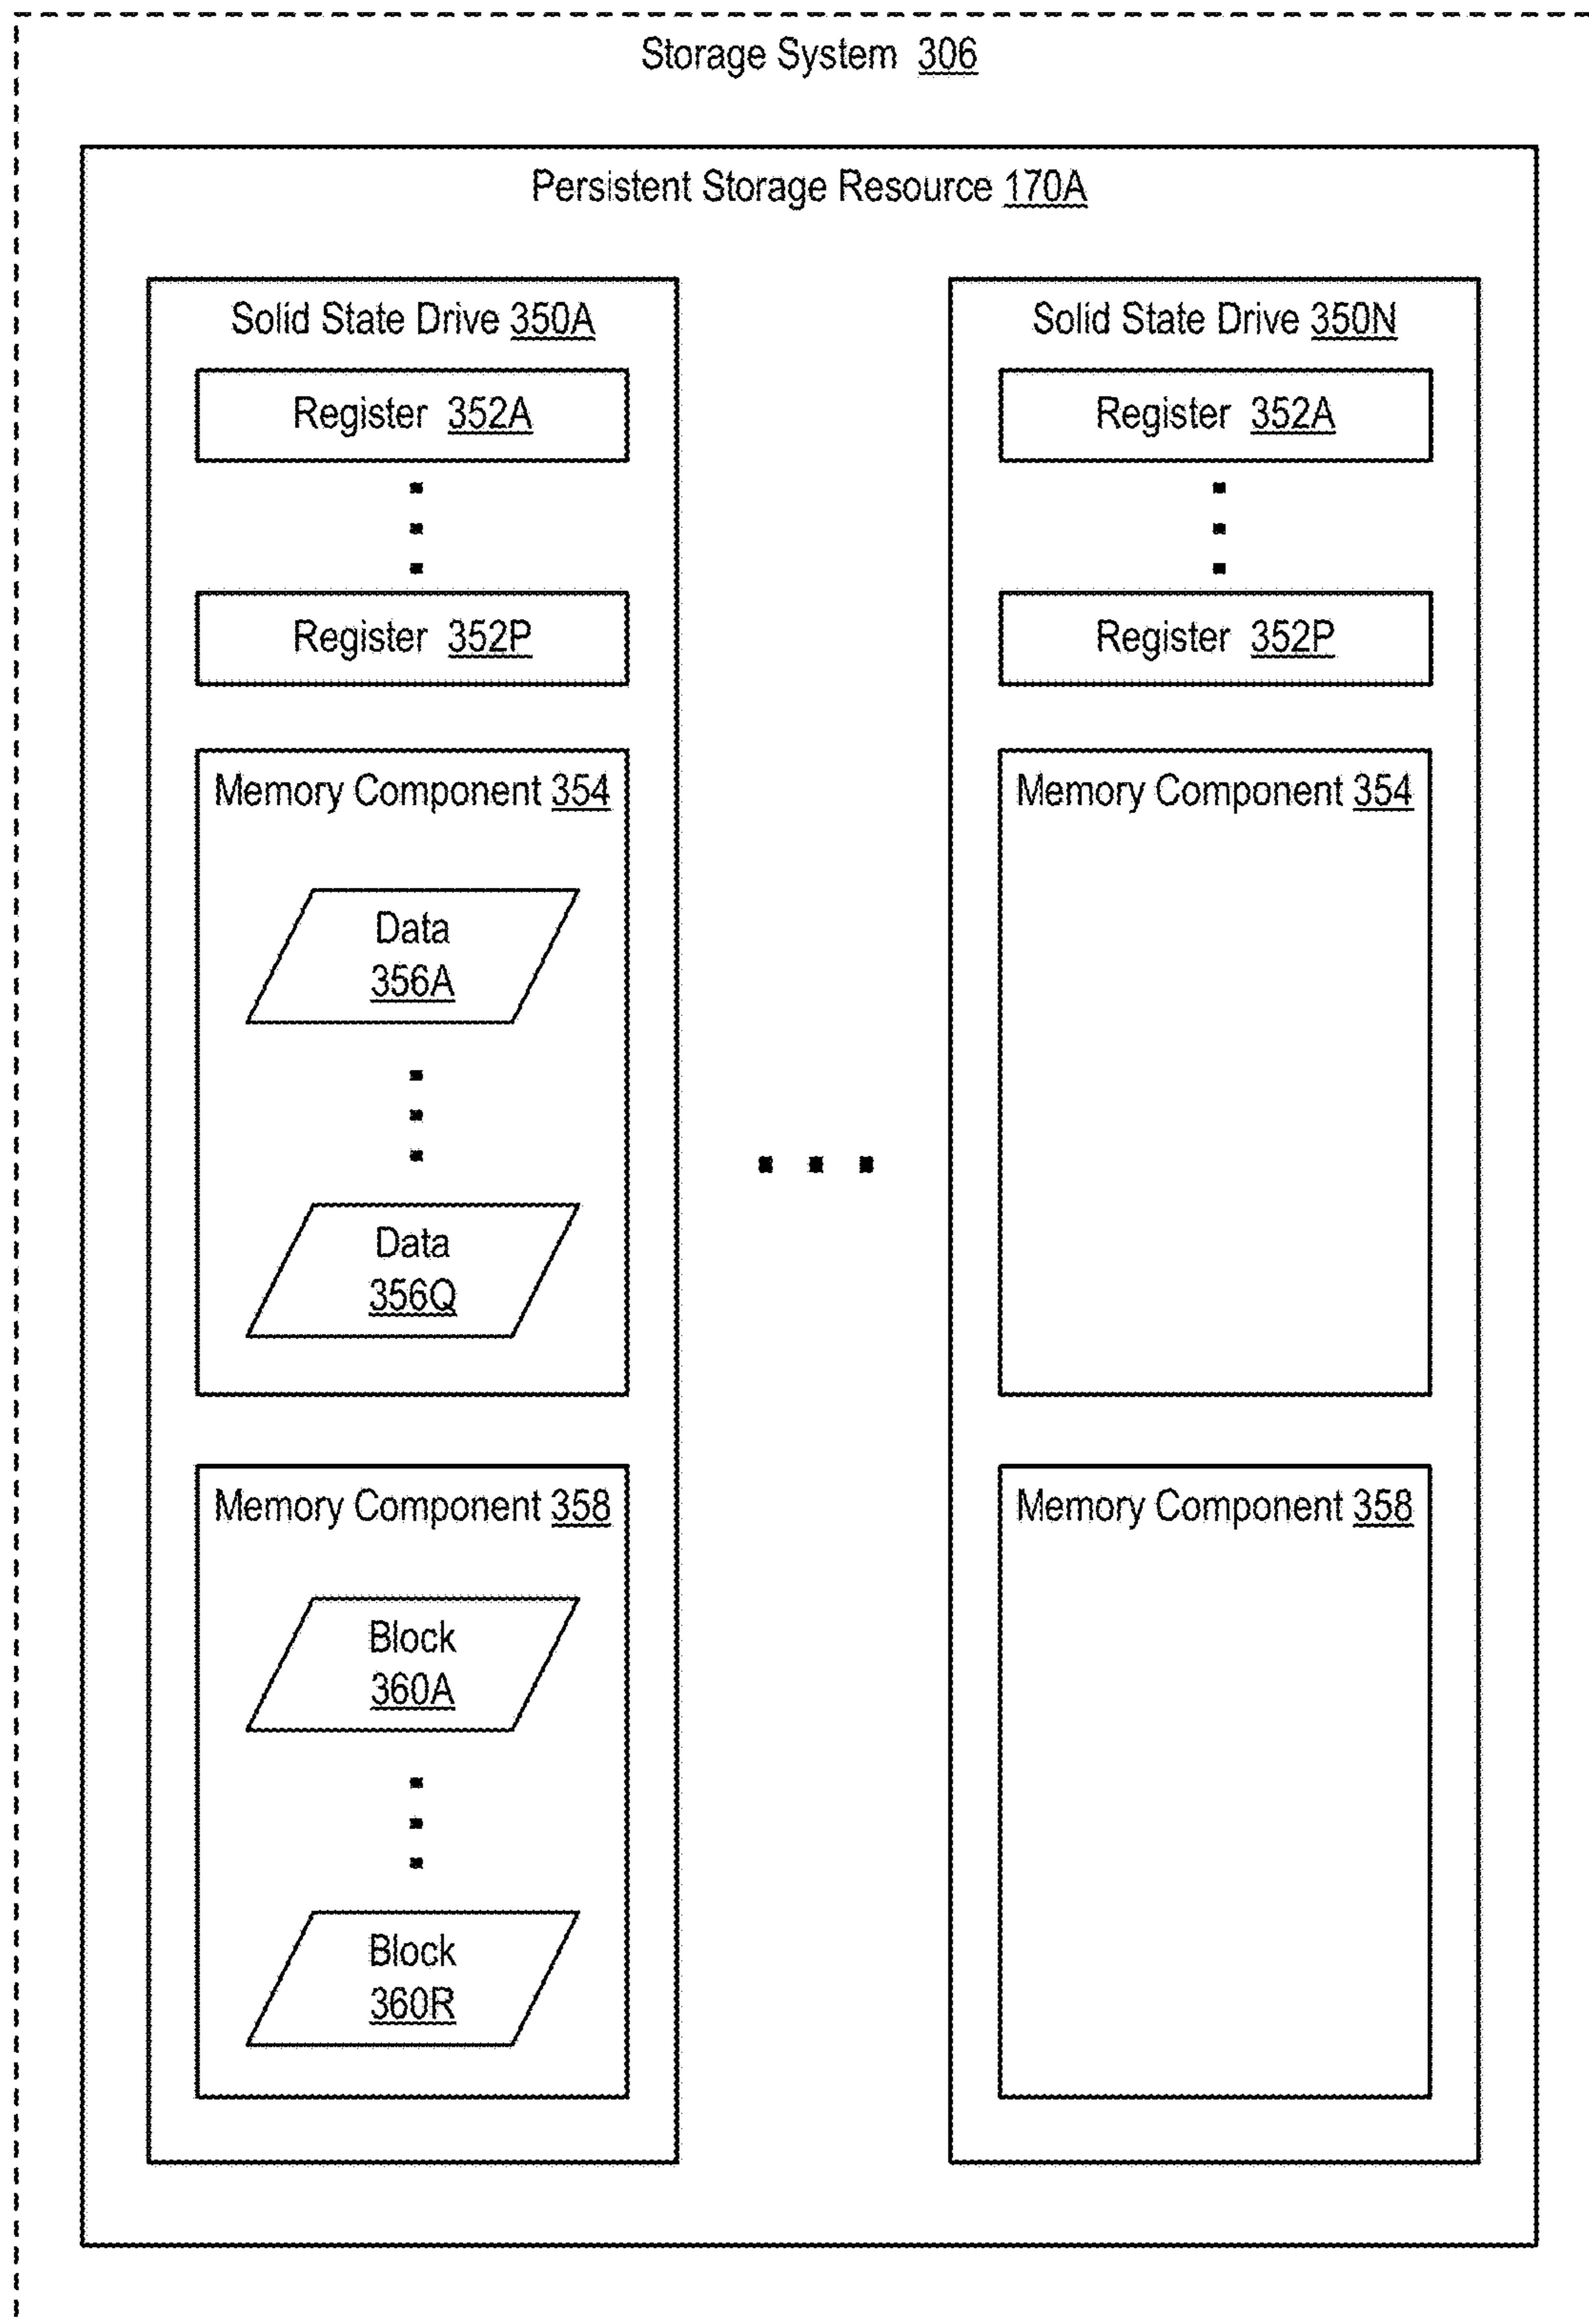 Storage System 306
Persistent Storage Resource 170A
Solid State Drive 350A
Register 352A
Register 352P
Memory Component 354
Data
356A
Data
356Q
Memory Component 358
Block
360A
Block
360R
Solid State Drive 350N
Register 352A
Register 352P
Memory Component 354
Memory Component 358